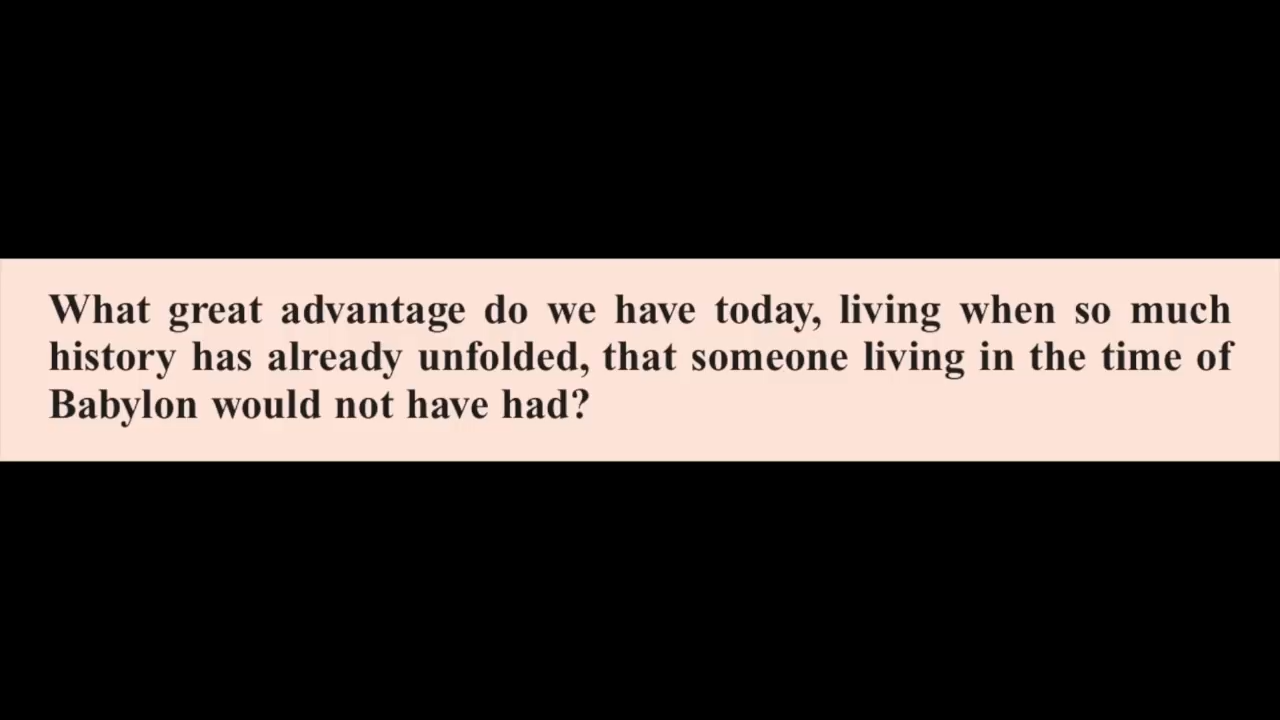 What great advantage do we have today, living when so much
history has already unfolded, that someone living in the time of
Babylon would not have had?